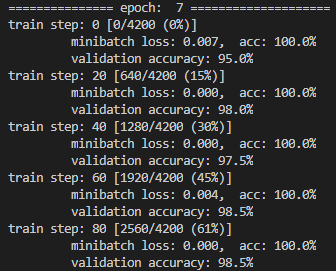 =============== epoch:  7 ====================
train step: 0 [0/4200 (0%)]
minibatch loss: 0.007,  acc: 100.0%
validation accuracy: 95.0%
train step: 20 [640/4200 (15%)]
minibatch loss: 0.000,  acc: 100.0%
validation accuracy: 98.0%
train step: 40 [1280/4200 (30%)]
minibatch loss: 0.000,  acc: 100.0%
validation accuracy: 97.5%
train step: 60 [1920/4200 (45%)]
minibatch loss: 0.004,  acc: 100.0%
validation accuracy: 98.5%
train step: 80 [2560/4200 (61%)]
minibatch loss: 0.000,  acc: 100.0%
validation accuracy: 98.5%